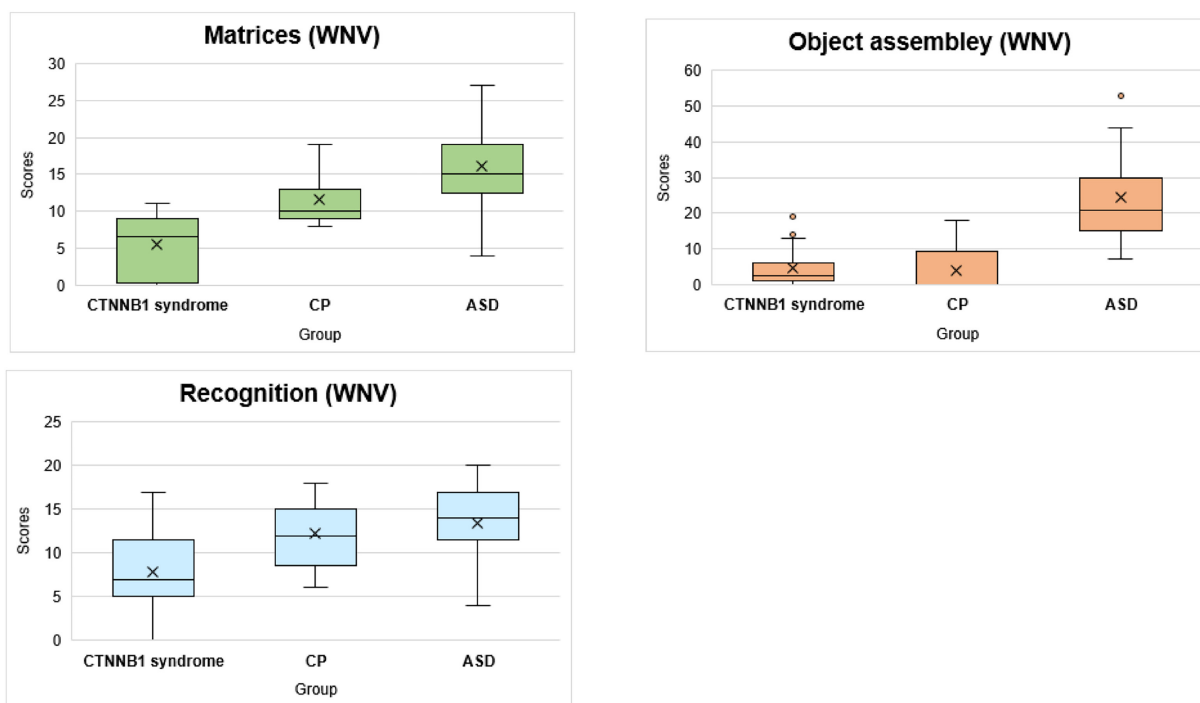 Matrices (WNV)
30
25
20
15
10
5
0
Scores
CTNNB1 syndrome CP ASD
Group
Object assembley (WNV)
60
50
40
30
20
10
0
Scores
CTNNB1 syndrome CP ASD
Group
Recognition (WNV)
25
20
15
10
5
0
Scores
CTNNB1 syndrome CP ASD
Group